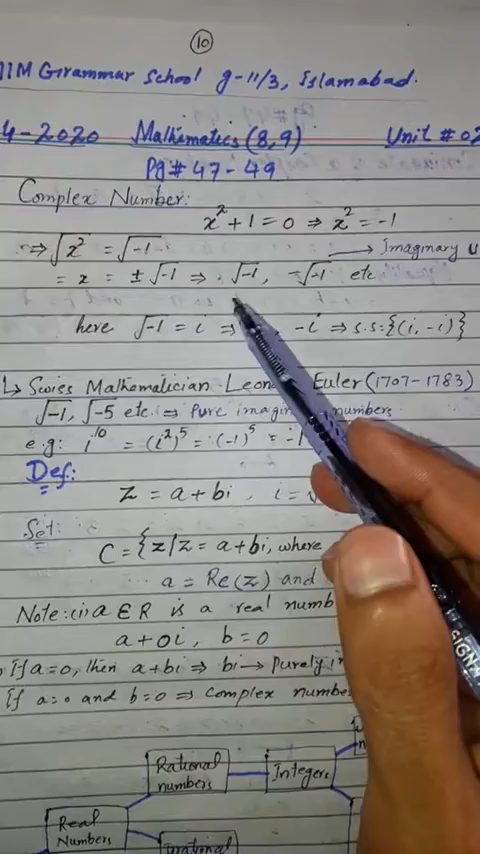 10
IIM Grammar School g-11/3, Islamabad.
4-2020 Mathematics (8,9) Unit # 02
Pg # 47-49
Complex Number:
x² + 1 = 0 ⇒ x² = -1
⇒ √x² = √-1 → Imaginary u
= x = ± √-1 ⇒ √-1, -√-1 etc
here √-1 = i ⇒ , -i ⇒ S.S = {(i, -i)}
↳ Swiss Mathematician Leon Euler (1707-1783)
√-1, √-5 etc. ⇒ Pure imaginary numbers
e.g: i¹⁰ = (i²)⁵ = (-1)⁵ = -1
Def:
Z = a + bi , i = √
Set:
C = {z/z = a + bi, where
a = Re(z) and
Note: (i) a ∈ R is a real numb
a + 0i, b = 0
If a = 0, then a + bi ⇒ bi → Purely i
If a = 0 and b = 0 ⇒ Complex numbe
Rational numbers
Integers
Real Numbers
Irrational
SIGN